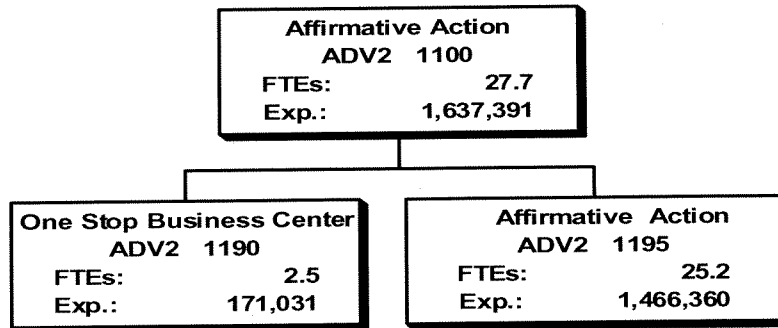 Affirmative Action
ADV2 1100
FTEs: 27.7
Exp.: 1,637,391
One Stop Business Center
ADV2 1190
FTEs: 2.5
Exp.: 171,031
Affirmative Action
ADV2 1195
FTEs: 25.2
Exp.: 1,466,360